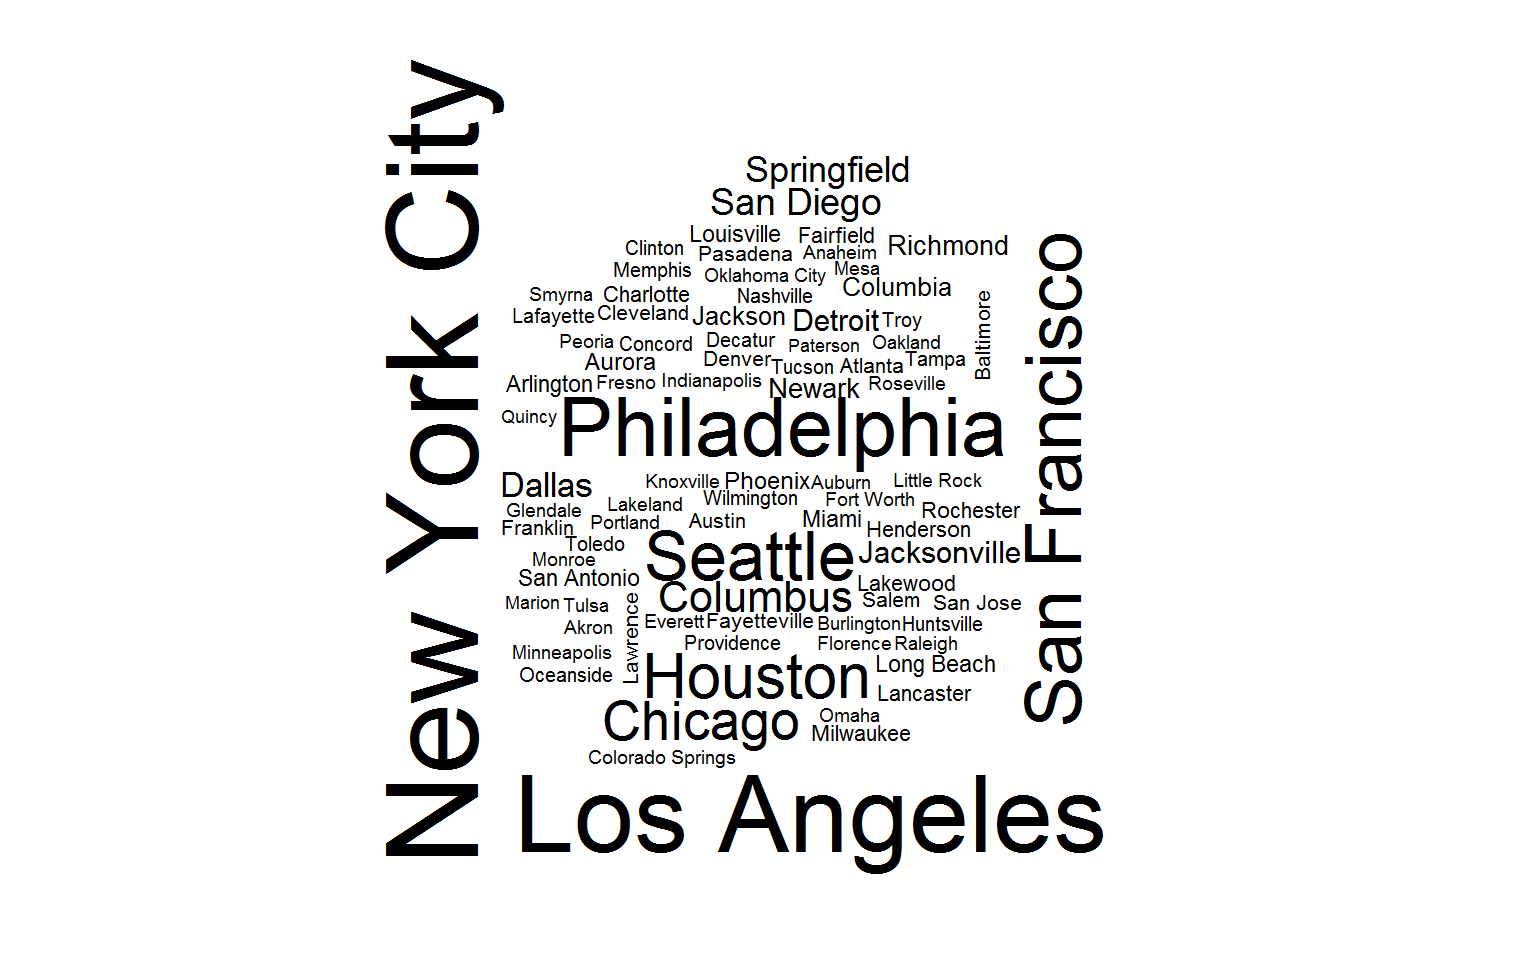 New York City
Springfield
San Diego
Louisville
Fairfield
Richmond
Clinton
Pasadena
Anaheim
Memphis
Oklahoma City
Mesa
Smyrna
Charlotte
Nashville
Columbia
Lafayette
Cleveland
Jackson
Detroit
Troy
Baltimore
Peoria
Concord
Decatur
Paterson
Oakland
Aurora
Denver
Tucson
Atlanta
Tampa
Arlington
Fresno
Indianapolis
Newark
Roseville
Quincy
Philadelphia
San Francisco
Dallas
Knoxville
Phoenix
Auburn
Little Rock
Glendale
Lakeland
Wilmington
Fort Worth
Rochester
Franklin
Portland
Austin
Miami
Henderson
Toledo
Monroe
Seattle
Jacksonville
San Antonio
Lakewood
Marion
Tulsa
Columbus
Salem
San Jose
Akron
Lawrence
Everett
Fayetteville
Burlington
Huntsville
Minneapolis
Providence
Florence
Raleigh
Oceanside
Houston
Long Beach
Lancaster
Chicago
Omaha
Milwaukee
Colorado Springs
Los Angeles